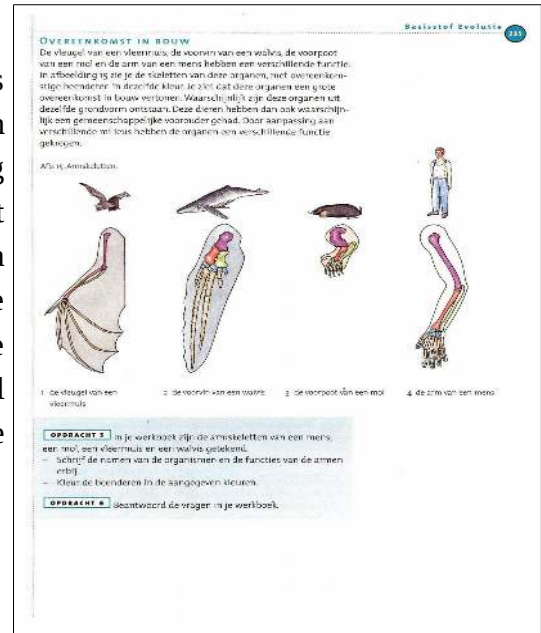 Basisstof Evolutie
231
OVEREENKOMST IN BOUW
De vleugel van een vleermuis, de voorvin van een walvis, de voorpoot
van een mol en de arm van een mens hebben een verschillende functie.
In afbeelding 15 zie je de skeletten van deze organen, met overeenkom-
stige beenderen in dezelfde kleur. Je ziet dat deze organen een grote
overeenkomst in bouw vertonen. Waarschijnlijk zijn deze organen uit
dezelfde grondvorm ontstaan. Deze dieren hebben dan ook waarschijn-
lijk een gemeenschappelijke voorouder gehad. Door aanpassing aan
verschillende milieus hebben de organen een verschillende functie
gekregen.
Afb. 15. Armskeletten.
1 de vleugel van een
vleermuis
2 de voorvin van een walvis
3 de voorpoot van een mol
4 de arm van een mens
OPDRACHT 5 In je werkboek zijn de armskeletten van een mens,
een mol, een vleermuis en een walvis getekend.
– Schrijf de namen van de organismen en de functies van de armen
erbij.
– Kleur de beenderen in de aangegeven kleuren.
OPDRACHT 6 Beantwoord de vragen in je werkboek.